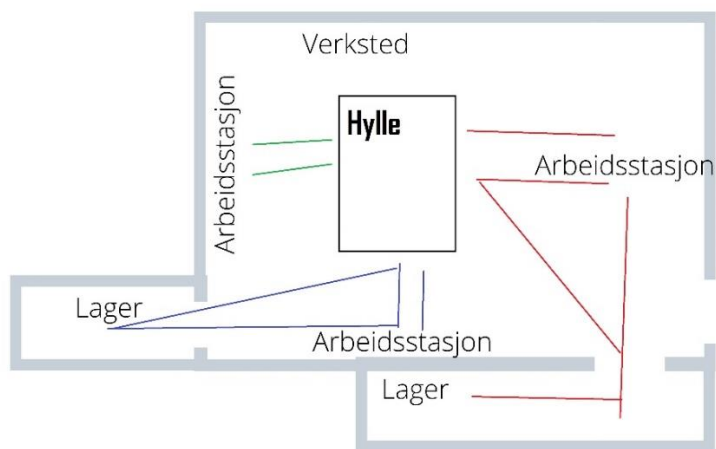 Verksted
Hylle
Arbeidsstasjon
Arbeidsstasjon
Lager
Arbeidsstasjon
Lager